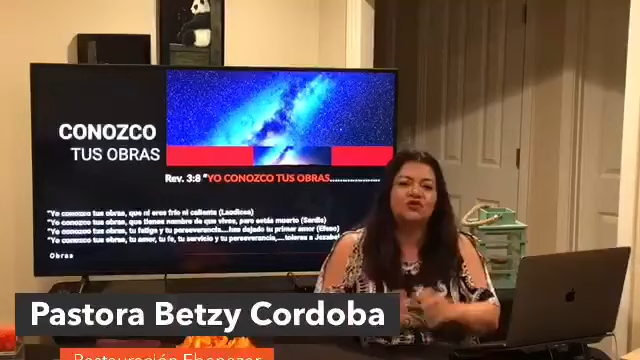 CONOZCO
TUS OBRAS
Rev. 3:8 "YO CONOZCO TUS OBRAS....................
"Yo conozco tus obras, que ni eres frio ni caliente (Laodicea)
"Yo conozco tus obras, que tienes nombre de que vives, pero estás muerto (Sardis)
"Yo conozco tus obras, tu fatiga y tu perseverancia....has dejado tu primer amor (Efeso)
"Yo conozco tus obras, tu amor, tu fe, tu servicio y tu perseverancia,...toleras a Jezabel
Obras
Pastora Betzy Cordoba
Restauración Ebenezer